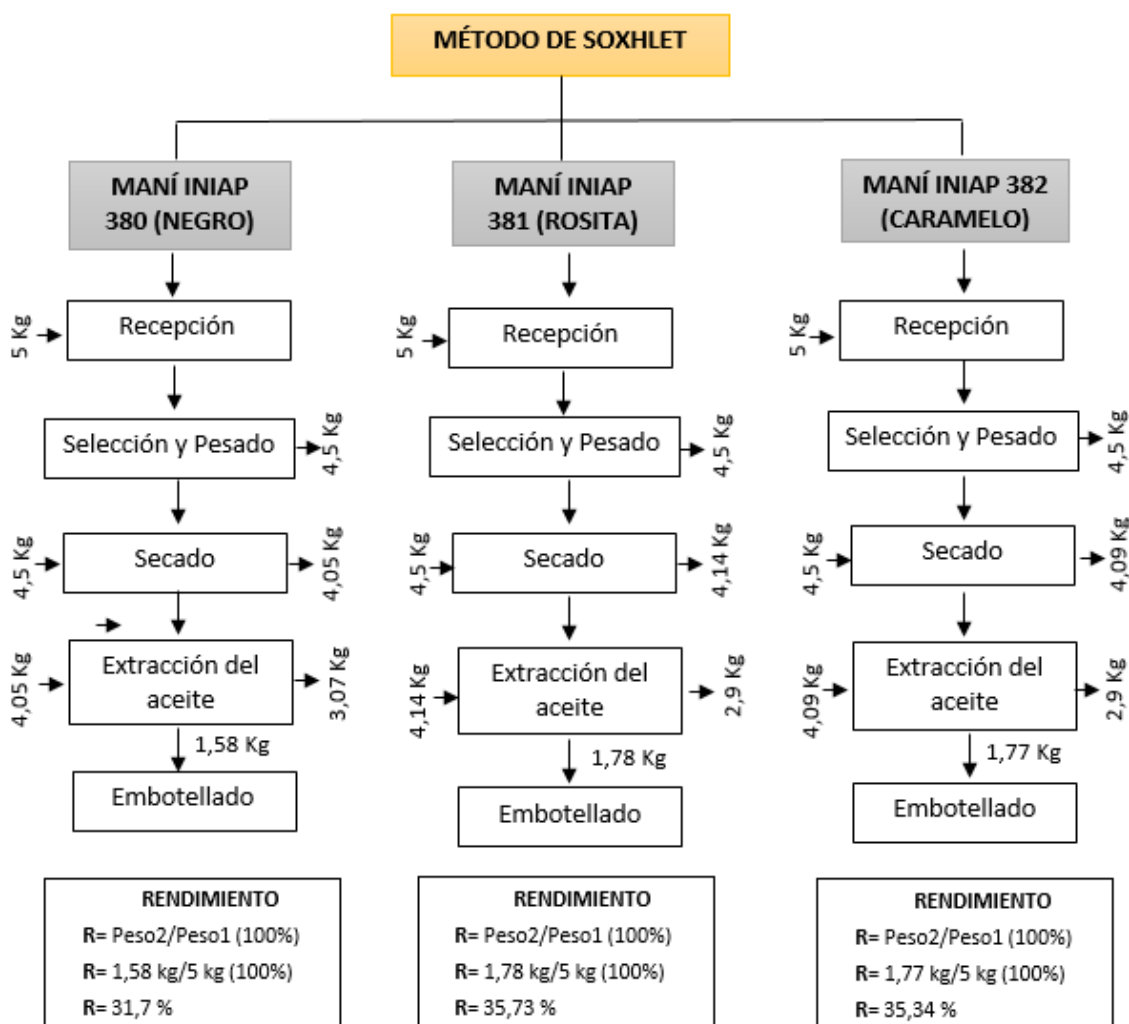 MÉTODO DE SOXHLET
MANÍ INIAP
380 (NEGRO)
5 Kg
Recepción
Selección y Pesado
4,5 Kg
4,5 Kg
Secado
4,05 Kg
4,05 Kg
Extracción del
aceite
3,07 Kg
1,58 Kg
Embotellado
RENDIMIENTO
R= Peso2/Peso1 (100%)
R= 1,58 kg/5 kg (100%)
R= 31,7 %
MANÍ INIAP
381 (ROSITA)
5 Kg
Recepción
Selección y Pesado
4,5 Kg
4,5 Kg
Secado
4,14 Kg
4,14 Kg
Extracción del
aceite
2,9 Kg
1,78 Kg
Embotellado
RENDIMIENTO
R= Peso2/Peso1 (100%)
R= 1,78 kg/5 kg (100%)
R= 35,73 %
MANÍ INIAP 382
(CARAMELO)
5 Kg
Recepción
Selección y Pesado
4,5 Kg
4,5 Kg
Secado
4,09 Kg
4,09 Kg
Extracción del
aceite
2,9 Kg
1,77 Kg
Embotellado
RENDIMIENTO
R= Peso2/Peso1 (100%)
R= 1,77 kg/5 kg (100%)
R= 35,34 %